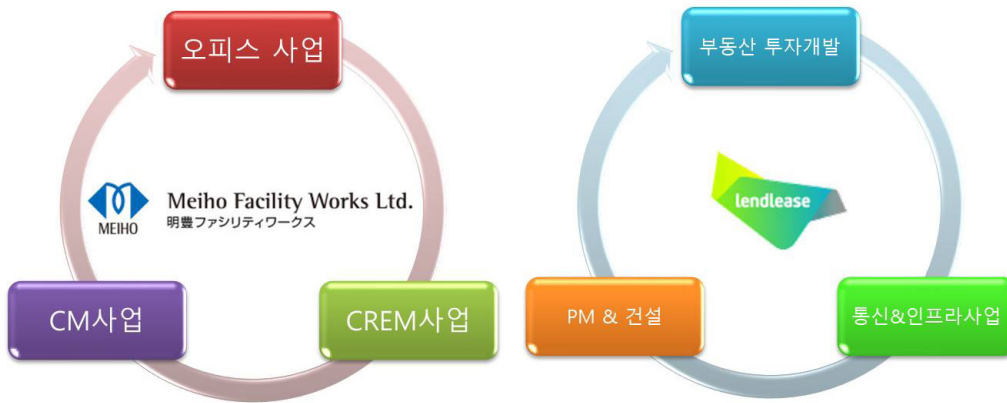 오피스 사업
MEIHO
Meiho Facility Works Ltd.
明豊ファシリティワークス
CM사업
CREM사업
부동산 투자개발
lendlease
PM & 건설
통신&인프라사업